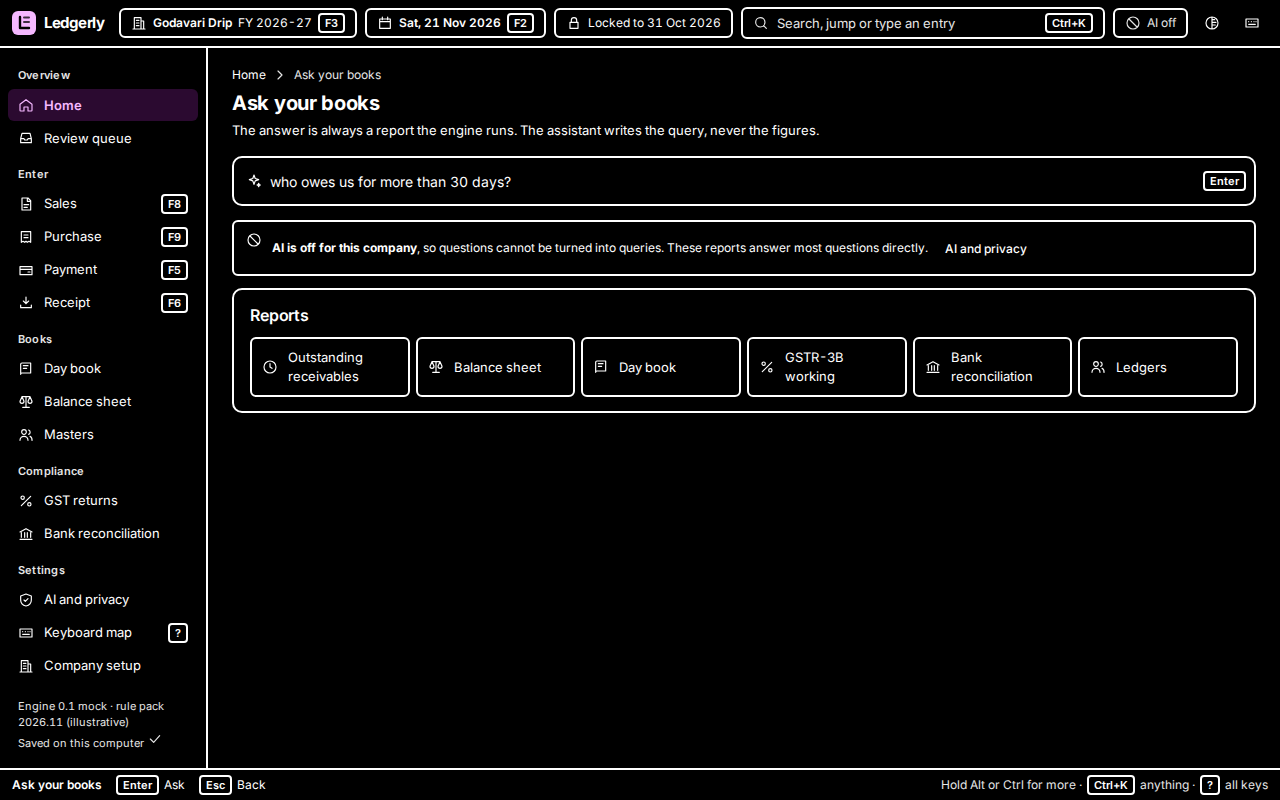 Ledgerly
Godavari Drip FY 2026-27 F3
Sat, 21 Nov 2026 F2
Locked to 31 Oct 2026
Search, jump or type an entry Ctrl+K
AI off
Overview
Home
Review queue
Enter
Sales F8
Purchase F9
Payment F5
Receipt F6
Books
Day book
Balance sheet
Masters
Compliance
GST returns
Bank reconciliation
Settings
AI and privacy
Keyboard map ?
Company setup
Engine 0.1 mock · rule pack
2026.11 (illustrative)
Saved on this computer
Home > Ask your books
Ask your books
The answer is always a report the engine runs. The assistant writes the query, never the figures.
who owes us for more than 30 days? Enter
AI is off for this company, so questions cannot be turned into queries. These reports answer most questions directly. AI and privacy
Reports
Outstanding
receivables
Balance sheet
Day book
GSTR-3B
working
Bank
reconciliation
Ledgers
Ask your books Enter Ask Esc Back
Hold Alt or Ctrl for more · Ctrl+K anything · ? all keys